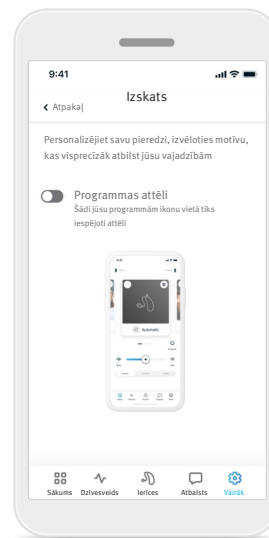 9:41
Izskats
Atpakaļ
Personalizējiet savu pieredzi, izvēloties motīvu,
kas visprecīzāk atbilst jūsu vajadzībām
Programmas attēli
Šādi jūsu programmām ikonu vietā tiks
iespējoti attēli
Automatic
Sākums Dzīvesveids Ierīces Atbalsts Vairāk